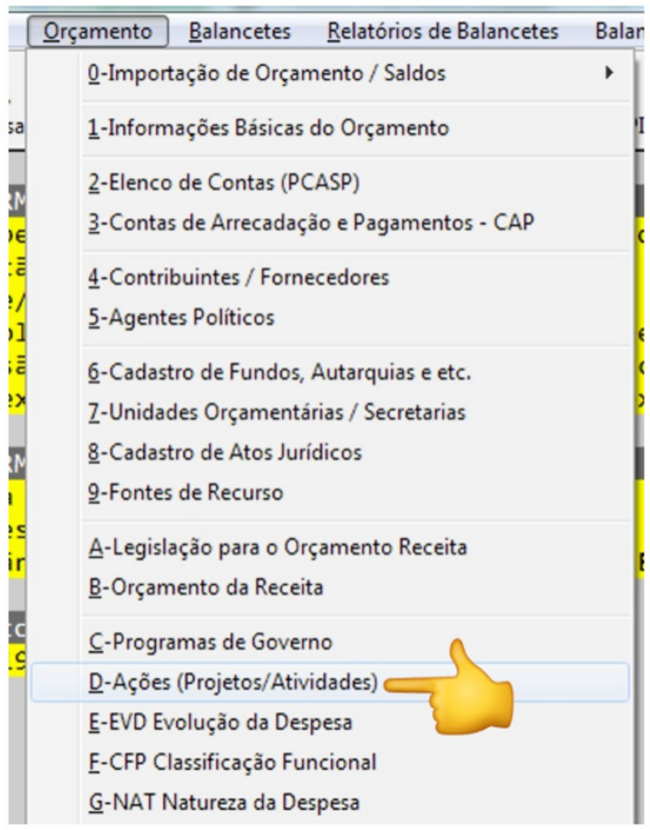 Orçamento Balancetes Relatórios de Balancetes Balan
0-Importação de Orçamento / Saldos
1-Informações Básicas do Orçamento
2-Elenco de Contas (PCASP)
3-Contas de Arrecadação e Pagamentos - CAP
4-Contribuintes / Fornecedores
5-Agentes Políticos
6-Cadastro de Fundos, Autarquias e etc.
7-Unidades Orçamentárias / Secretarias
8-Cadastro de Atos Jurídicos
9-Fontes de Recurso
A-Legislação para o Orçamento Receita
B-Orçamento da Receita
C-Programas de Governo
D-Ações (Projetos/Atividades)
E-EVD Evolução da Despesa
F-CFP Classificação Funcional
G-NAT Natureza da Despesa